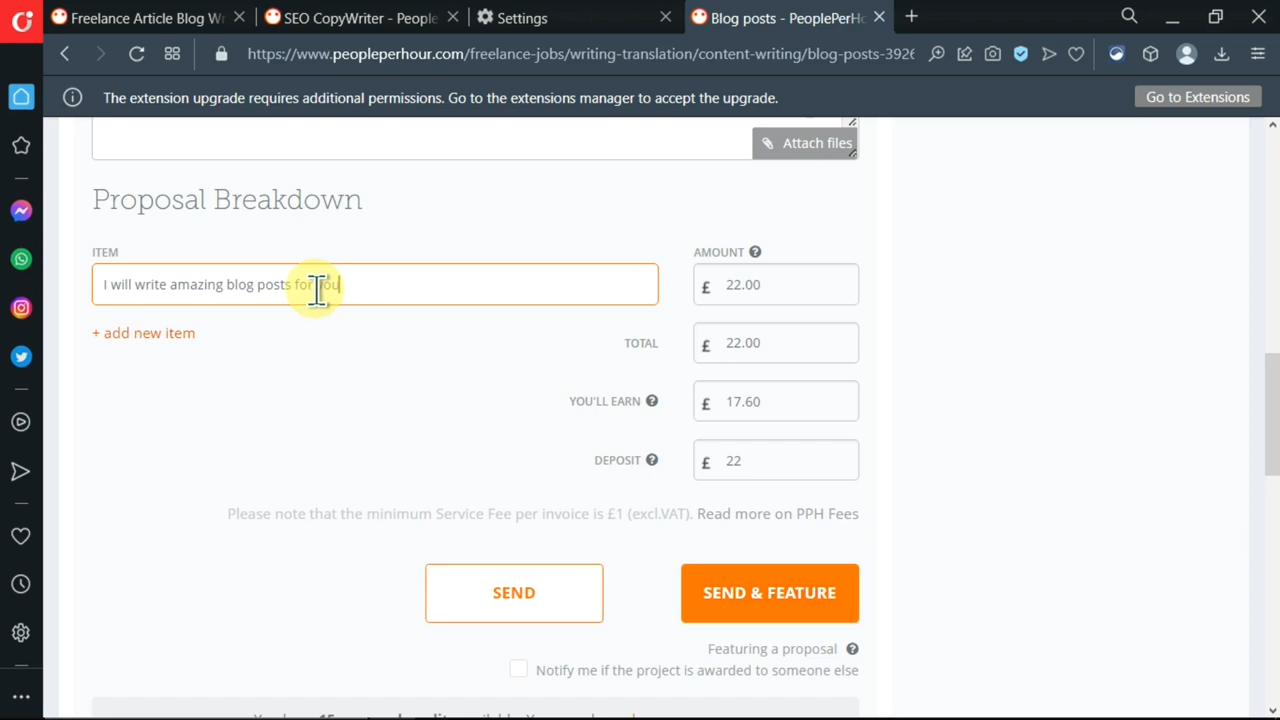 Freelance Article Blog Wr
SEO CopyWriter - People
Settings
Blog posts - PeoplePerHo
https://www.peopleperhour.com/freelance-jobs/writing-translation/content-writing/blog-posts-3926
The extension upgrade requires additional permissions. Go to the extensions manager to accept the upgrade.
Go to Extensions
Attach files
Proposal Breakdown
ITEM
AMOUNT
I will write amazing blog posts for you
£ 22.00
+ add new item
TOTAL
£ 22.00
YOU'LL EARN
£ 17.60
DEPOSIT
£ 22
Please note that the minimum Service Fee per invoice is £1 (excl.VAT). Read more on PPH Fees
SEND
SEND & FEATURE
Featuring a proposal
Notify me if the project is awarded to someone else